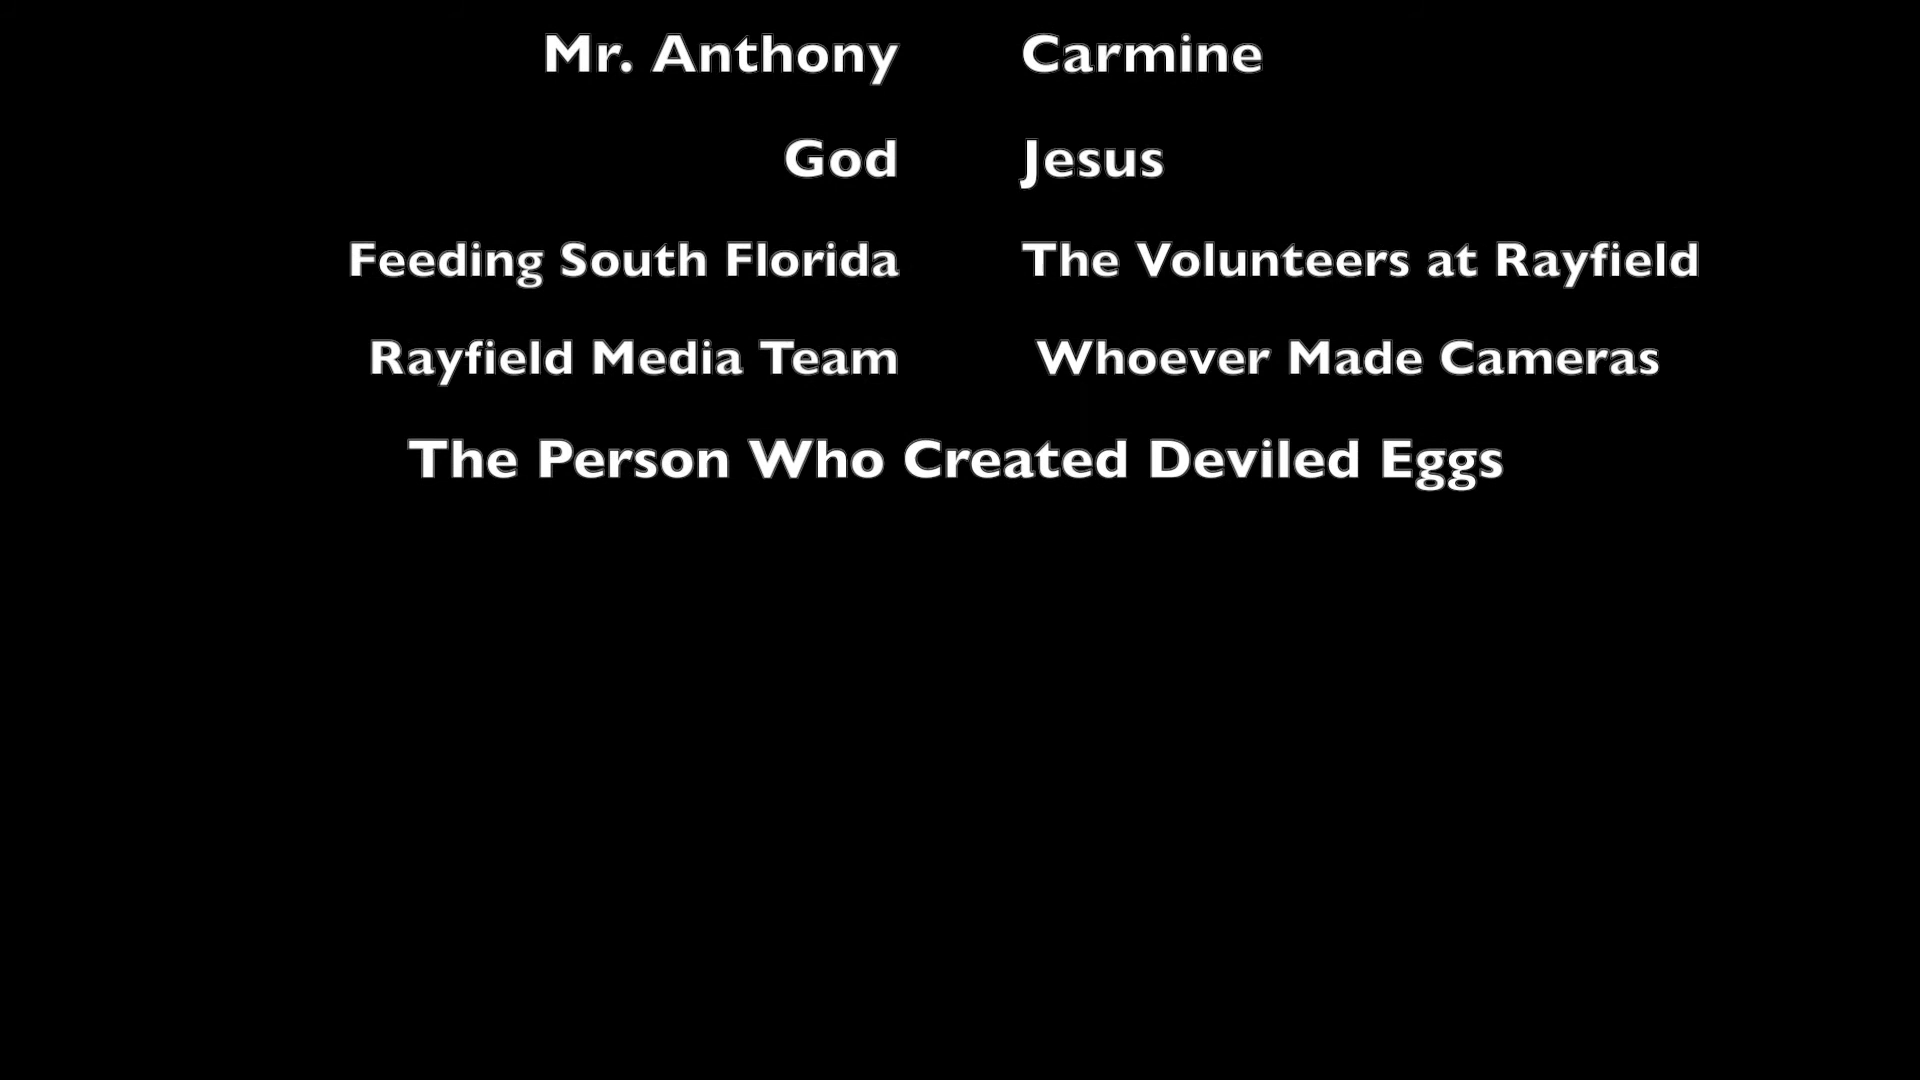 Mr. Anthony Carmine
God Jesus
Feeding South Florida The Volunteers at Rayfield
Rayfield Media Team Whoever Made Cameras
The Person Who Created Deviled Eggs